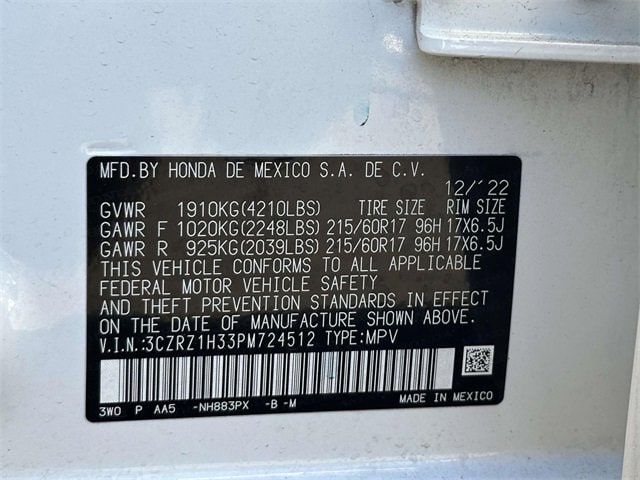 MFD.BY HONDA DE MEXICO S.A. DE C.V.
12/'22
GVWR 1910KG(4210LBS) TIRE SIZE RIM SIZE
GAWR F 1020KG(2248LBS) 215/60R17 96H 17X6.5J
GAWR R 925KG(2039LBS) 215/60R17 96H 17X6.5J
THIS VEHICLE CONFORMS TO ALL APPLICABLE
FEDERAL MOTOR VEHICLE SAFETY
AND THEFT PREVENTION STANDARDS IN EFFECT
ON THE DATE OF MANUFACTURE SHOWN ABOVE.
V.I.N.:3CZRZ1H33PM724512 TYPE:MPV
3WO P AA5 -NH883PX -B -M MADE IN MEXICO